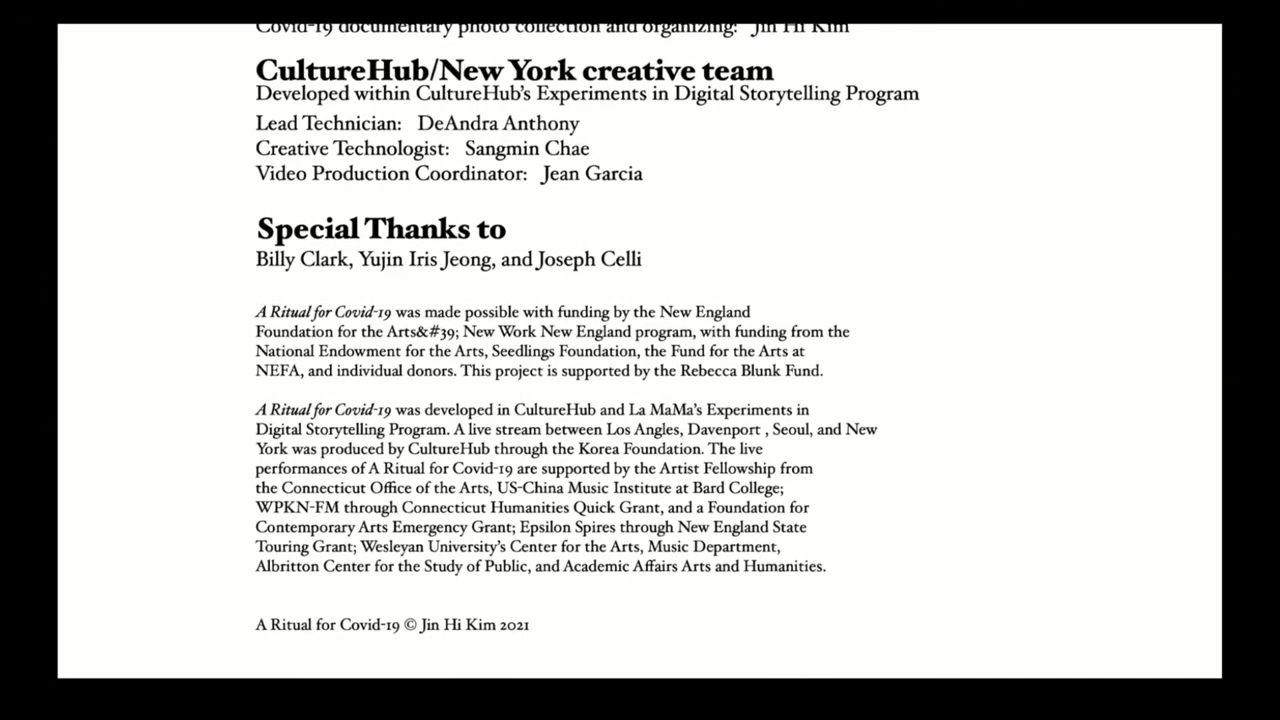 Covid-19 documentary photo collection and organizing: Jin Hi Kim
CultureHub/New York creative team
Developed within CultureHub's Experiments in Digital Storytelling Program
Lead Technician: DeAndra Anthony
Creative Technologist: Sangmin Chae
Video Production Coordinator: Jean Garcia
Special Thanks to
Billy Clark, Yujin Iris Jeong, and Joseph Celli
A Ritual for Covid-19 was made possible with funding by the New England
Foundation for the Arts&#39; New Work New England program, with funding from the
National Endowment for the Arts, Seedlings Foundation, the Fund for the Arts at
NEFA, and individual donors. This project is supported by the Rebecca Blunk Fund.
A Ritual for Covid-19 was developed in CultureHub and La MaMa's Experiments in
Digital Storytelling Program. A live stream between Los Angles, Davenport , Seoul, and New
York was produced by CultureHub through the Korea Foundation. The live
performances of A Ritual for Covid-19 are supported by the Artist Fellowship from
the Connecticut Office of the Arts, US-China Music Institute at Bard College;
WPKN-FM through Connecticut Humanities Quick Grant, and a Foundation for
Contemporary Arts Emergency Grant; Epsilon Spires through New England State
Touring Grant; Wesleyan University's Center for the Arts, Music Department,
Albritton Center for the Study of Public, and Academic Affairs Arts and Humanities.
A Ritual for Covid-19 © Jin Hi Kim 2021